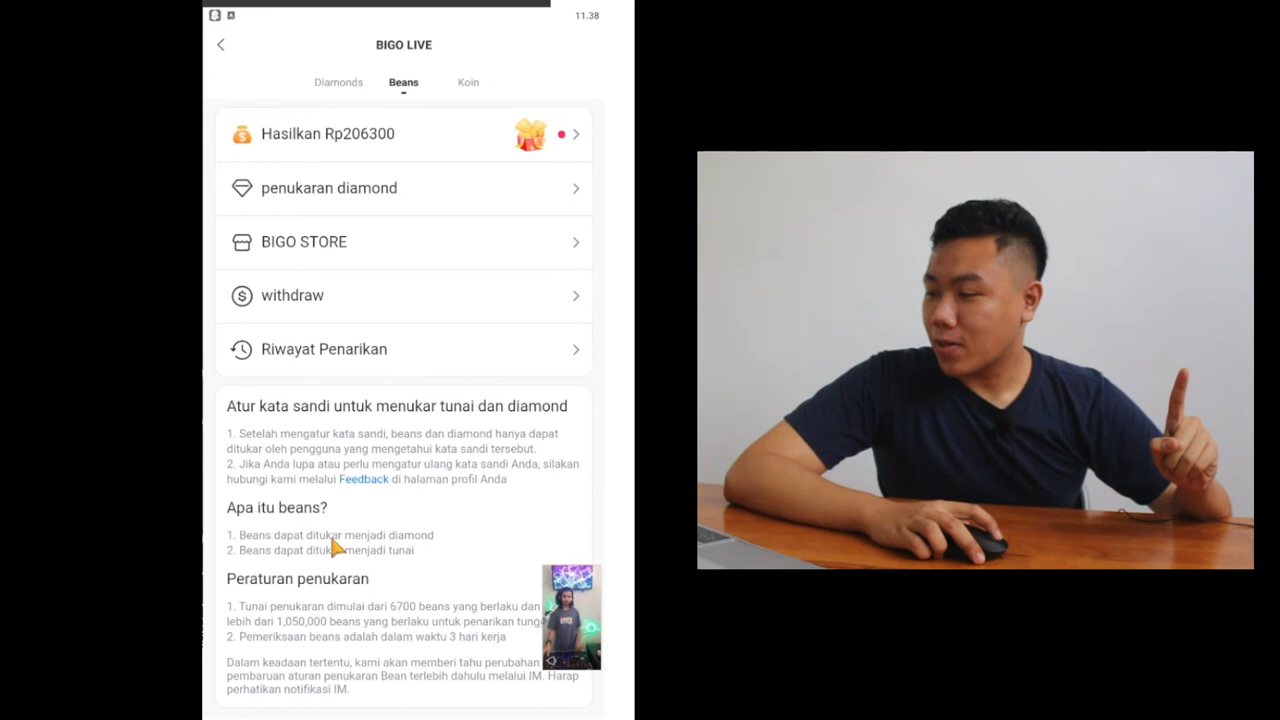 11.38
BIGO LIVE
Diamonds Beans Koin
Hasilkan Rp206300
penukaran diamond
BIGO STORE
withdraw
Riwayat Penarikan
Atur kata sandi untuk menukar tunai dan diamond
1. Setelah mengatur kata sandi, beans dan diamond hanya dapat
ditukar oleh pengguna yang mengetahui kata sandi tersebut.
2. Jika Anda lupa atau perlu mengatur ulang kata sandi Anda, silakan
hubungi kami melalui Feedback di halaman profil Anda
Apa itu beans?
1. Beans dapat ditukar menjadi diamond
2. Beans dapat ditukar menjadi tunai
Peraturan penukaran
1. Tunai penukaran dimulai dari 6700 beans yang berlaku dan
lebih dari 1,050,000 beans yang berlaku untuk penarikan
2. Pemeriksaan beans adalah dalam waktu 3 hari kerja
Dalam keadaan tertentu, kami akan memberi tahu perubahan
pembaruan aturan penukaran Bean terlebih dahulu melalui IM. Harap
perhatikan notifikasi IM.